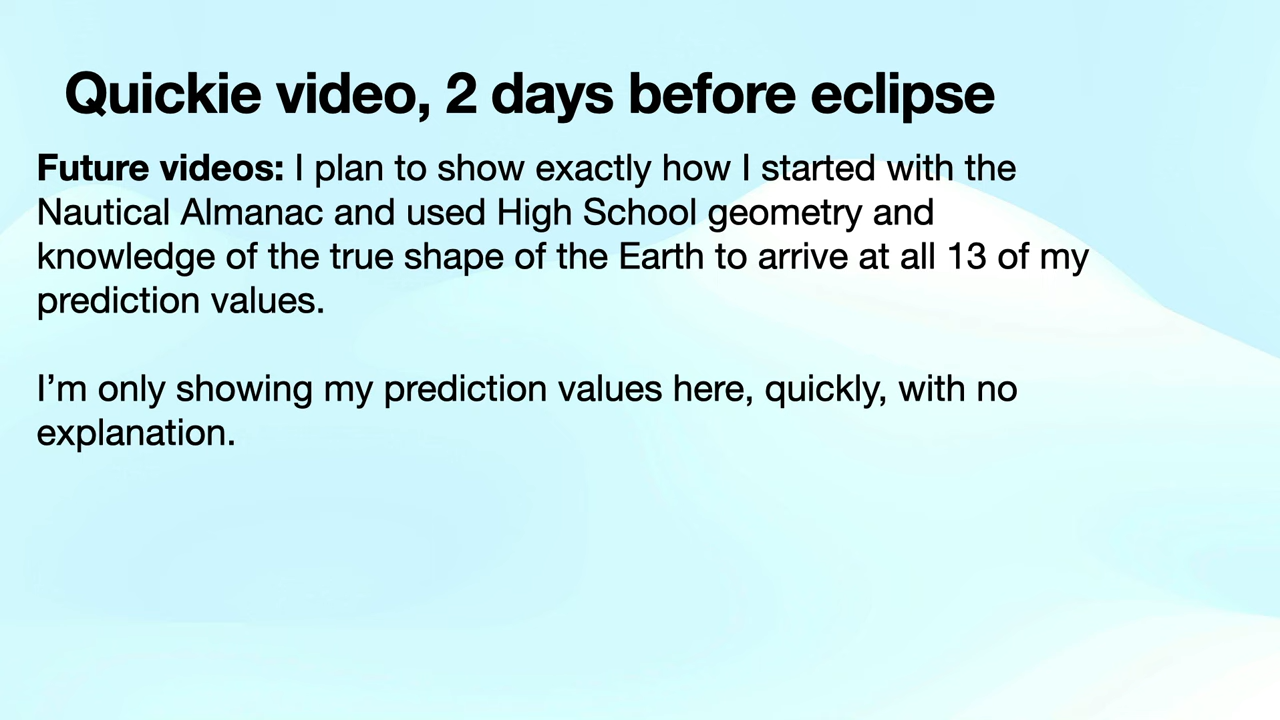 Quickie video, 2 days before eclipse
Future videos: I plan to show exactly how I started with the
Nautical Almanac and used High School geometry and
knowledge of the true shape of the Earth to arrive at all 13 of my
prediction values.
I’m only showing my prediction values here, quickly, with no
explanation.